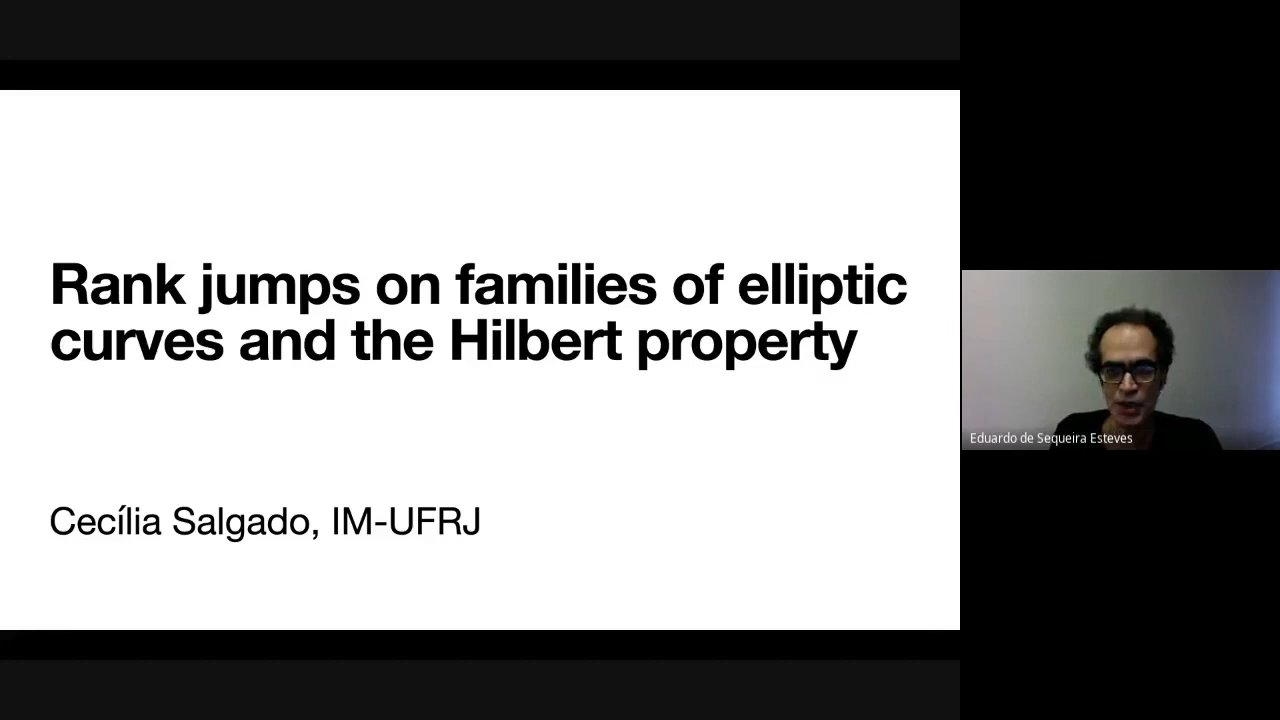 Rank jumps on families of elliptic
curves and the Hilbert property
Cecília Salgado, IM-UFRJ
Eduardo de Sequeira Esteves